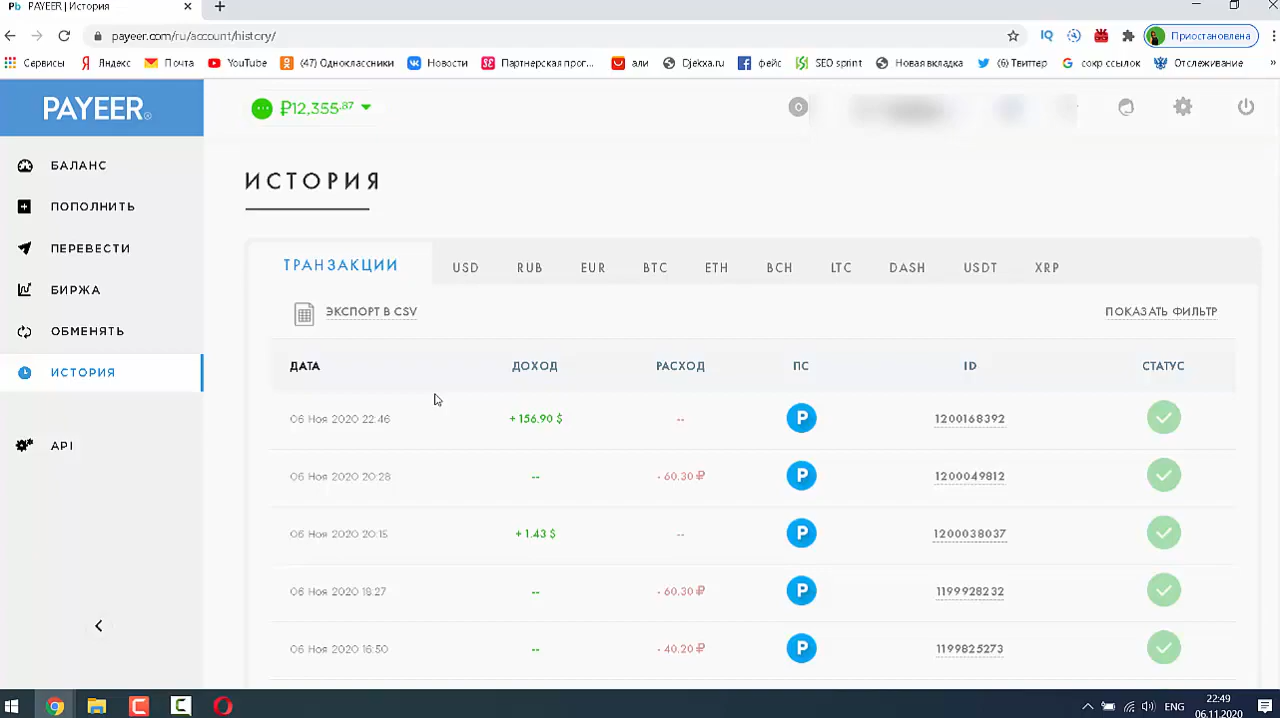 PAYEER | История
payeer.com/ru/account/history/
IQ
Приостановлена
Сервисы Яндекс Почта YouTube (47) Одноклассники Новости Партнерская прог... али Djekxa.ru фейс SEO sprint Новая вкладка (6) Твиттер сокр ссылок Отслеживание »
PAYEER
₽12,355.87
0
БАЛАНС
ПОПОЛНИТЬ
ПЕРЕВЕСТИ
БИРЖА
ОБМЕНЯТЬ
ИСТОРИЯ
API
ИСТОРИЯ
ТРАНЗАКЦИИ USD RUB EUR BTC ETH BCH LTC DASH USDT XRP
ЭКСПОРТ В CSV ПОКАЗАТЬ ФИЛЬТР
ДАТА ДОХОД РАСХОД ПС ID СТАТУС
06 Ноя 2020 22:46 + 156.90 $ -- P 1200168392
06 Ноя 2020 20:28 -- - 60.30 ₽ P 1200049812
06 Ноя 2020 20:15 + 1.43 $ -- P 1200038037
06 Ноя 2020 18:27 -- - 60.30 ₽ P 1199928232
06 Ноя 2020 16:50 -- - 40.20 ₽ P 1199825273
ENG
22:49
06.11.2020